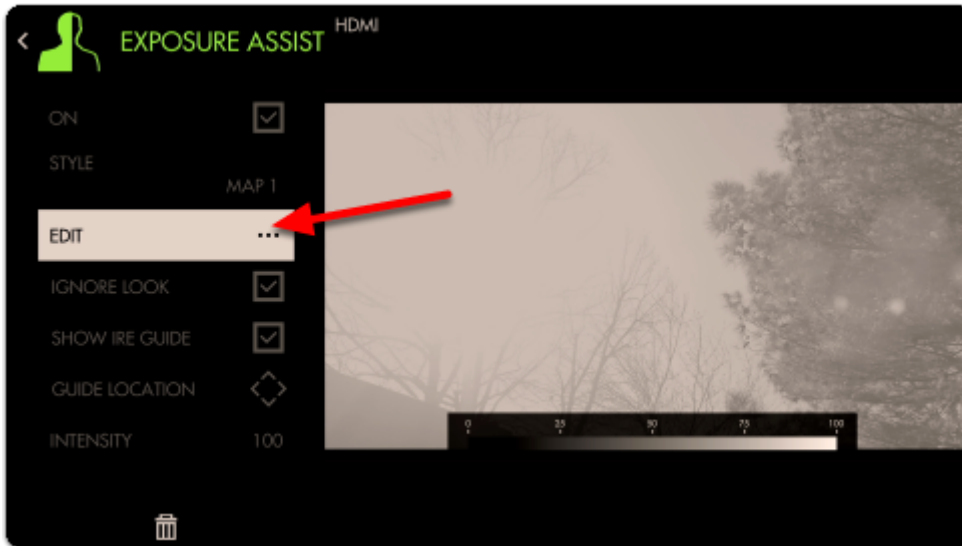 HDMI
EXPOSURE ASSIST
ON
STYLE
MAP 1
EDIT ...
IGNORE LOOK
SHOW IRE GUIDE
GUIDE LOCATION
INTENSITY 100
0 25 50 75 100